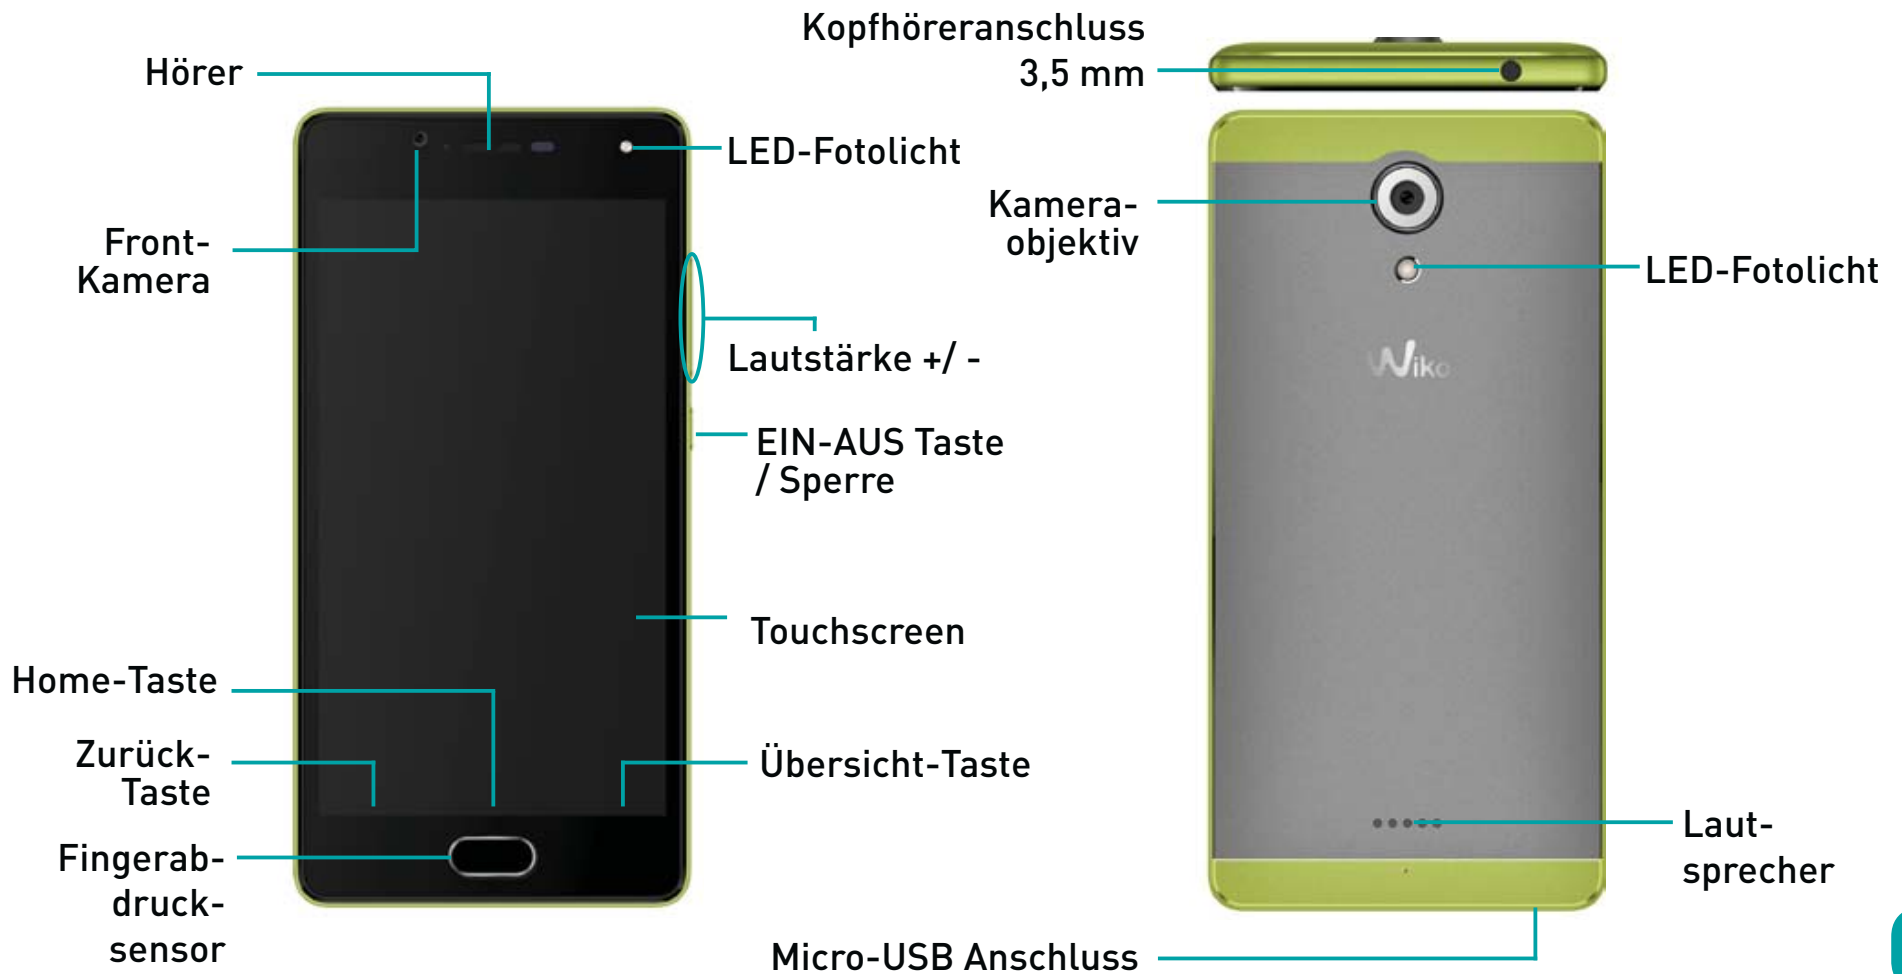 Hörer
Front-
Kamera
Home-Taste
Zurück-
Taste
Fingerab-
druck-
sensor
LED-Fotolicht
Lautstärke +/ -
EIN-AUS Taste
/ Sperre
Touchscreen
Übersicht-Taste
Kopfhöreranschluss
3,5 mm
Kamera-
objektiv
LED-Fotolicht
Wiko
Laut-
sprecher
Micro-USB Anschluss